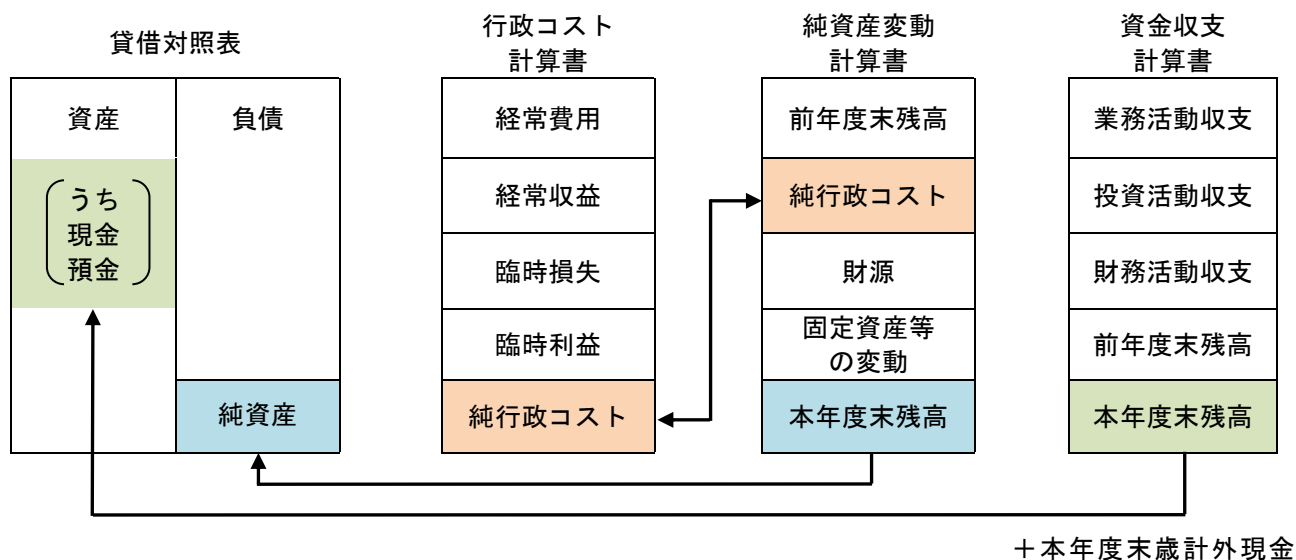 貸借対照表
資産
負債
うち
現金
預金
純資産
行政コスト
計算書
経常費用
経常収益
臨時損失
臨時利益
純行政コスト
純資産変動
計算書
前年度末残高
純行政コスト
財源
固定資産等
の変動
本年度末残高
資金収支
計算書
業務活動収支
投資活動収支
財務活動収支
前年度末残高
本年度末残高
＋本年度末歳計外現金